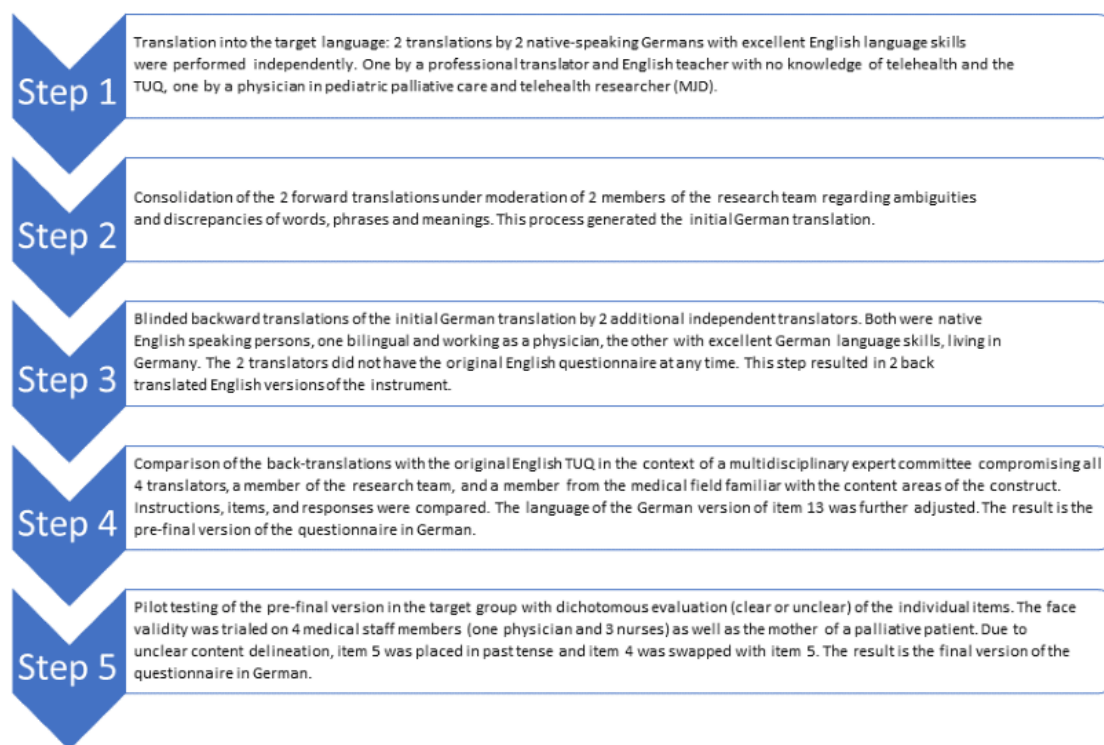 Step 1
Translation into the target language: 2 translations by 2 native-speaking Germans with excellent English language skills
were performed independently. One by a professional translator and English teacher with no knowledge of telehealth and the
TUQ, one by a physician in pediatric palliative care and telehealth researcher (MJD).
Step 2
Consolidation of the 2 forward translations under moderation of 2 members of the research team regarding ambiguities
and discrepancies of words, phrases and meanings. This process generated the initial German translation.
Step 3
Blinded backward translations of the initial German translation by 2 additional independent translators. Both were native
English speaking persons, one bilingual and working as a physician, the other with excellent German language skills, living in
Germany. The 2 translators did not have the original English questionnaire at any time. This step resulted in 2 back
translated English versions of the instrument.
Step 4
Comparison of the back-translations with the original English TUQ in the context of a multidisciplinary expert committee compromising all
4 translators, a member of the research team, and a member from the medical field familiar with the content areas of the construct.
Instructions, items, and responses were compared. The language of the German version of item 13 was further adjusted. The result is the
pre-final version of the questionnaire in German.
Step 5
Pilot testing of the pre-final version in the target group with dichotomous evaluation (clear or unclear) of the individual items. The face
validity was trialed on 4 medical staff members (one physician and 3 nurses) as well as the mother of a palliative patient. Due to
unclear content delineation, item 5 was placed in past tense and item 4 was swapped with item 5. The result is the final version of the
questionnaire in German.